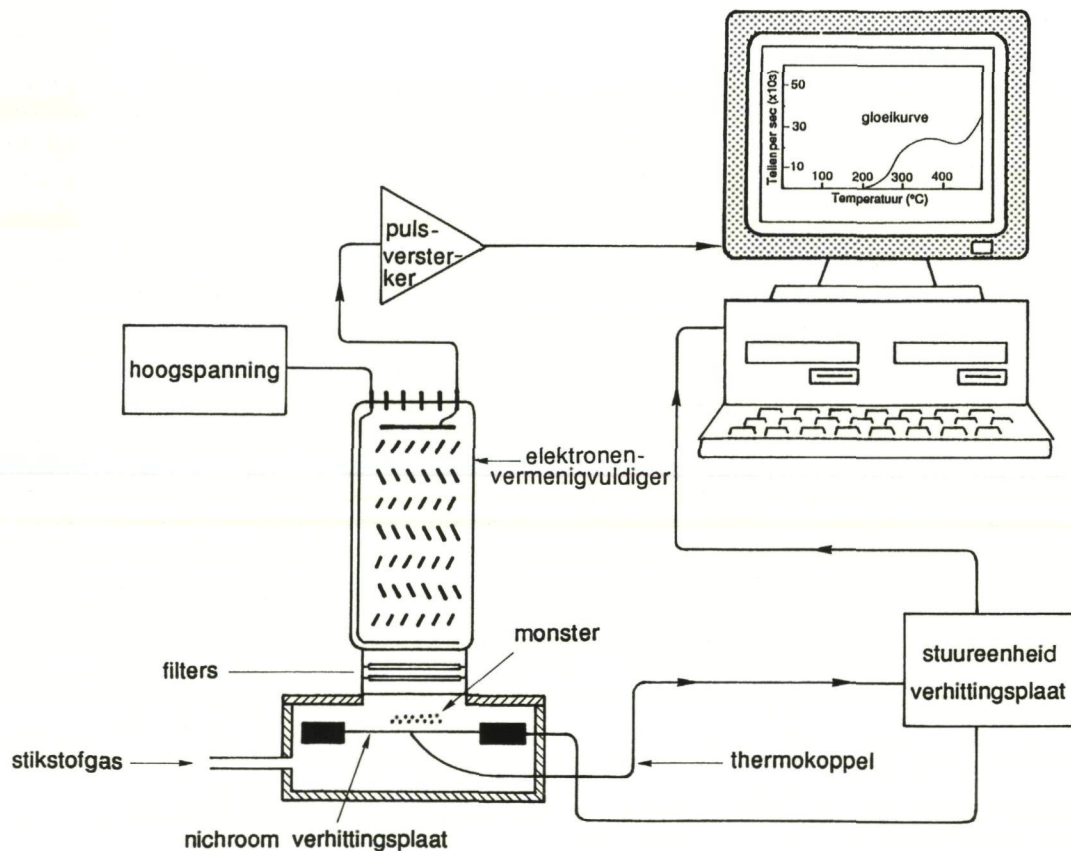 Tellen per sec (x10³)
50
30
10
gloeikurve
100 200 300 400
Temperatuur (°C)
puls-
verster-
ker
hoogspanning
elektronen-
vermenigvuldiger
monster
filters
stuureenheid
verhittingsplaat
stikstofgas
thermokoppel
nichroom verhittingsplaat